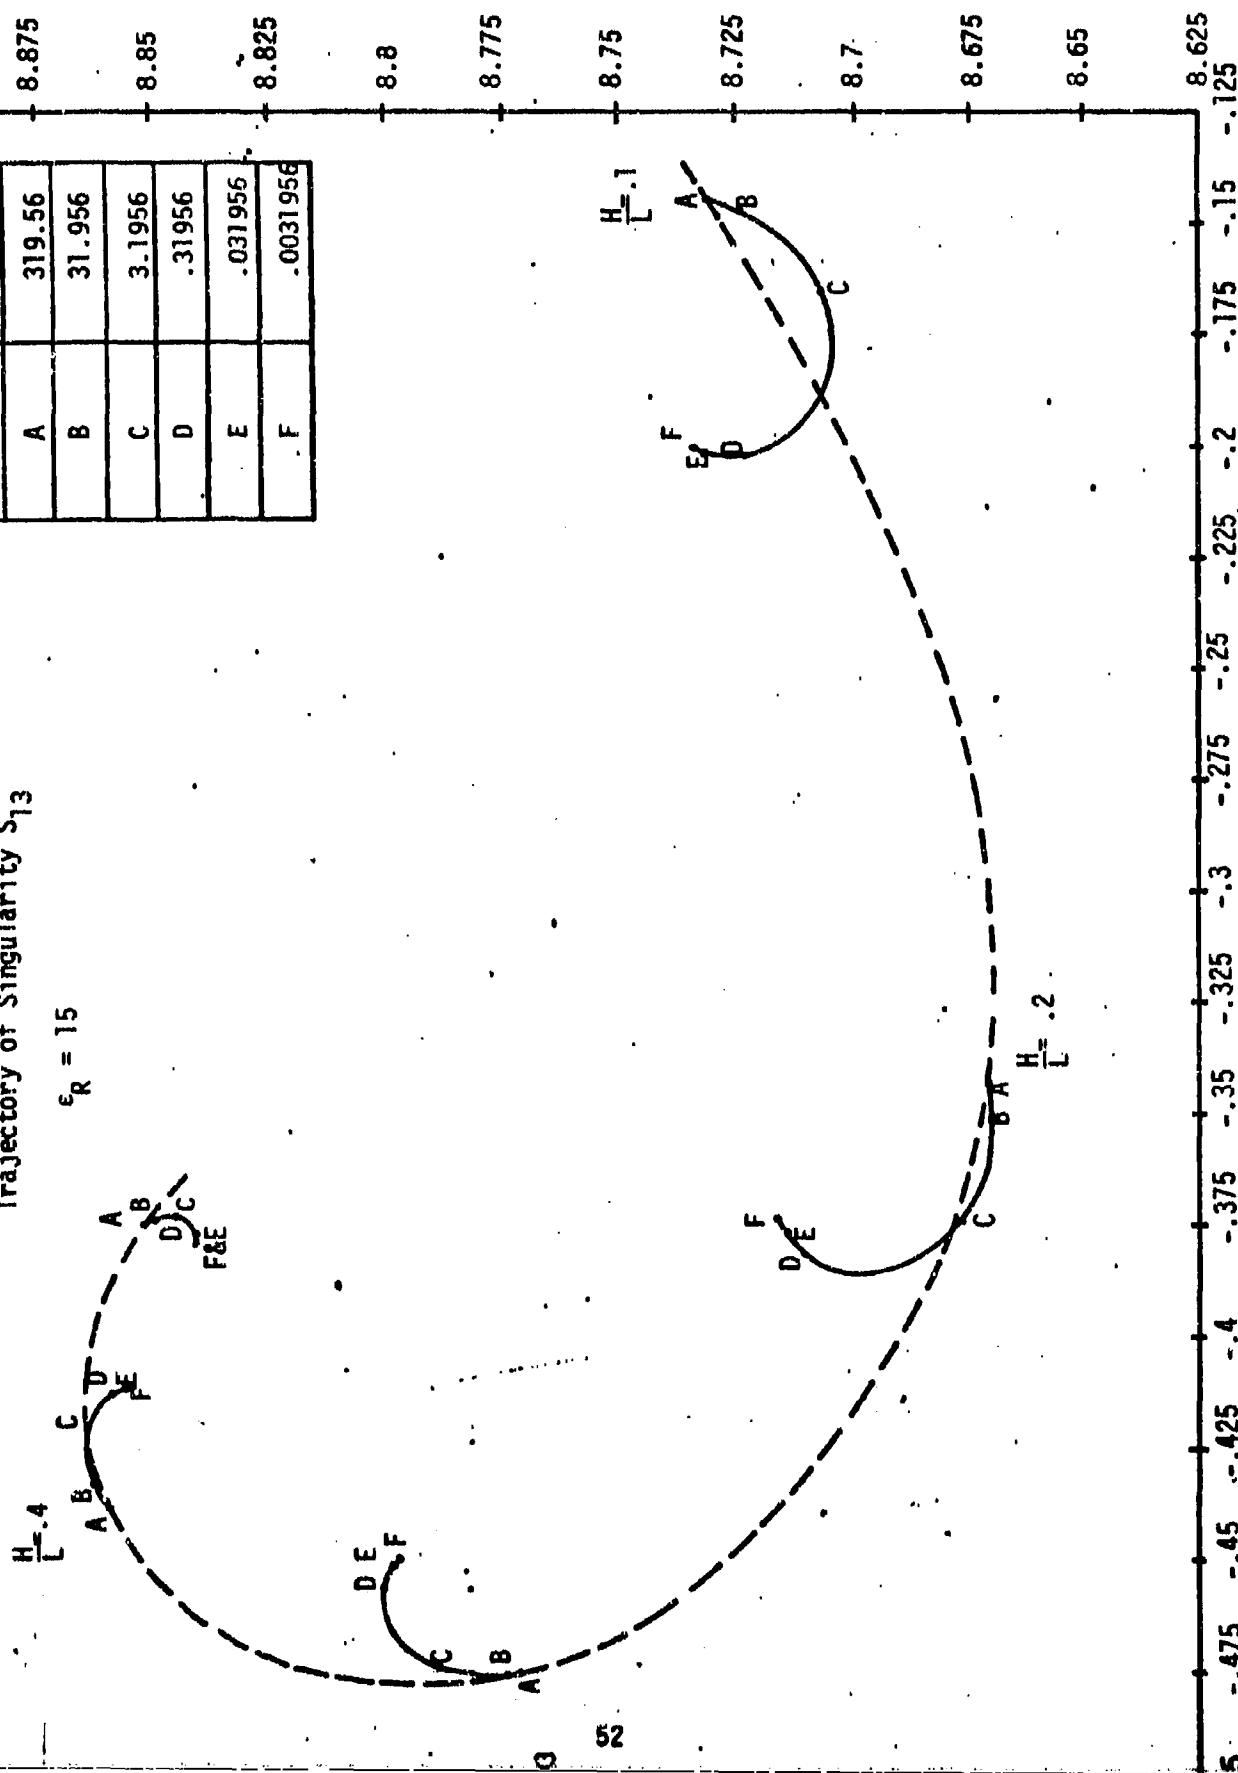 Trajectory of Singularity S13
εR = 15
A 319.56
B 31.956
C 3.1956
D .31956
E .031956
F .0031956
8.875
8.85
8.825
8.8
8.775
8.75
8.725
8.7
8.675
8.65
8.625
H/L=.4
A B C D E F
A B C D F&E
D E F
C B A
H/L=.1
A B C D E F
F E D C B A
H/L= .2
-.475 -.45 -.425 -.4 -.375 -.35 -.325 -.3 -.275 -.25 -.225 -.2 -.175 -.15 -.125
52